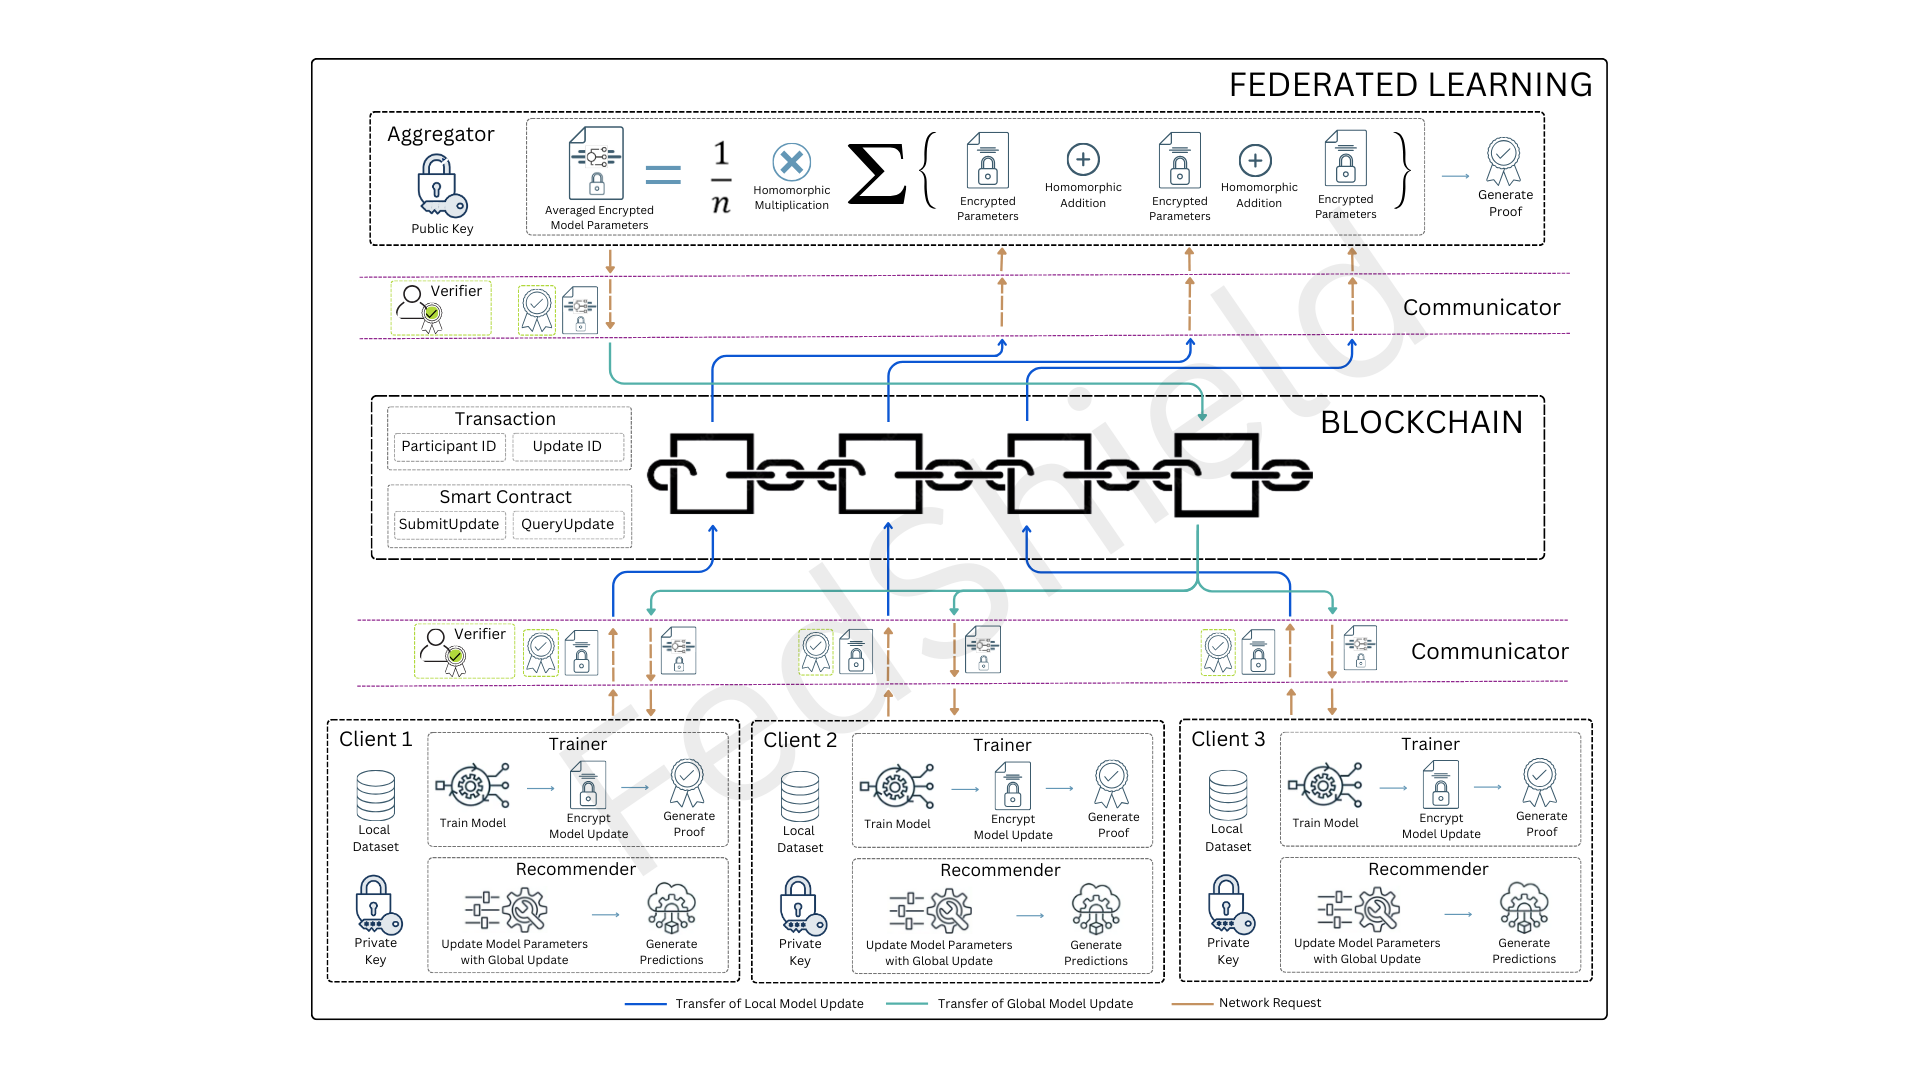 FEDERATED LEARNING
Aggregator
Public Key
Averaged Encrypted
Model Parameters
=
1
n
Homomorphic
Multiplication
Σ
{
Encrypted
Parameters
Homomorphic
Addition
Encrypted
Parameters
Homomorphic
Addition
Encrypted
Parameters
}
Generate
Proof
Verifier
Communicator
BLOCKCHAIN
Transaction
Participant ID
Update ID
Smart Contract
SubmitUpdate
QueryUpdate
FedShield
Verifier
Communicator
Client 1
Local
Dataset
Private
Key
Trainer
Train Model
Encrypt
Model Update
Generate
Proof
Recommender
Update Model Parameters
with Global Update
Generate
Predictions
Client 2
Local
Dataset
Private
Key
Trainer
Train Model
Encrypt
Model Update
Generate
Proof
Recommender
Update Model Parameters
with Global Update
Generate
Predictions
Client 3
Local
Dataset
Private
Key
Trainer
Train Model
Encrypt
Model Update
Generate
Proof
Recommender
Update Model Parameters
with Global Update
Generate
Predictions
Transfer of Local Model Update
Transfer of Global Model Update
Network Request